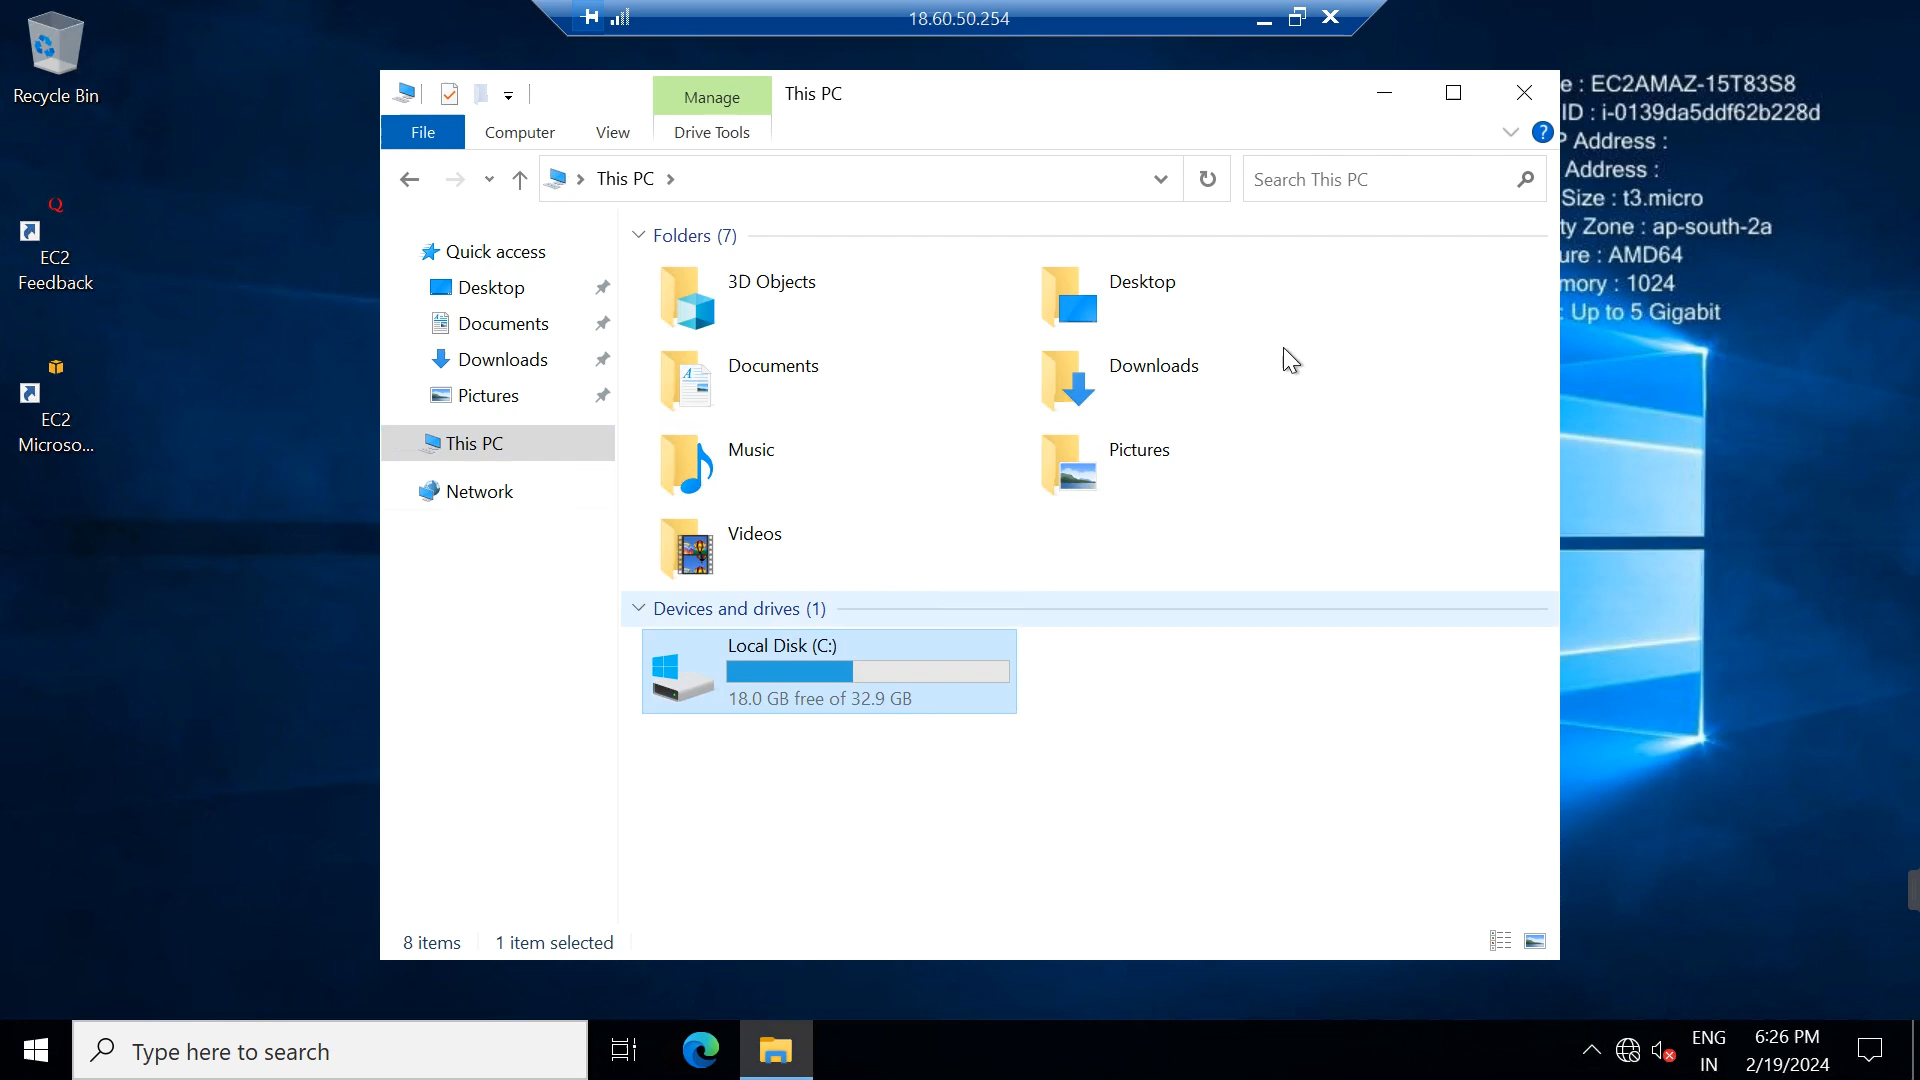 18.60.50.254
Recycle Bin
EC2
Feedback
EC2
Microso...
Manage
This PC
File
Computer
View
Drive Tools
?
This PC
Search This PC
Quick access
Desktop
Documents
Downloads
Pictures
This PC
Network
Folders (7)
3D Objects
Desktop
Documents
Downloads
Music
Pictures
Videos
Devices and drives (1)
Local Disk (C:)
18.0 GB free of 32.9 GB
8 items
1 item selected
e : EC2AMAZ-15T83S8
ID : i-0139da5ddf62b228d
P Address :
Address :
Size : t3.micro
ty Zone : ap-south-2a
ure : AMD64
mory : 1024
: Up to 5 Gigabit
Type here to search
ENG
IN
6:26 PM
2/19/2024